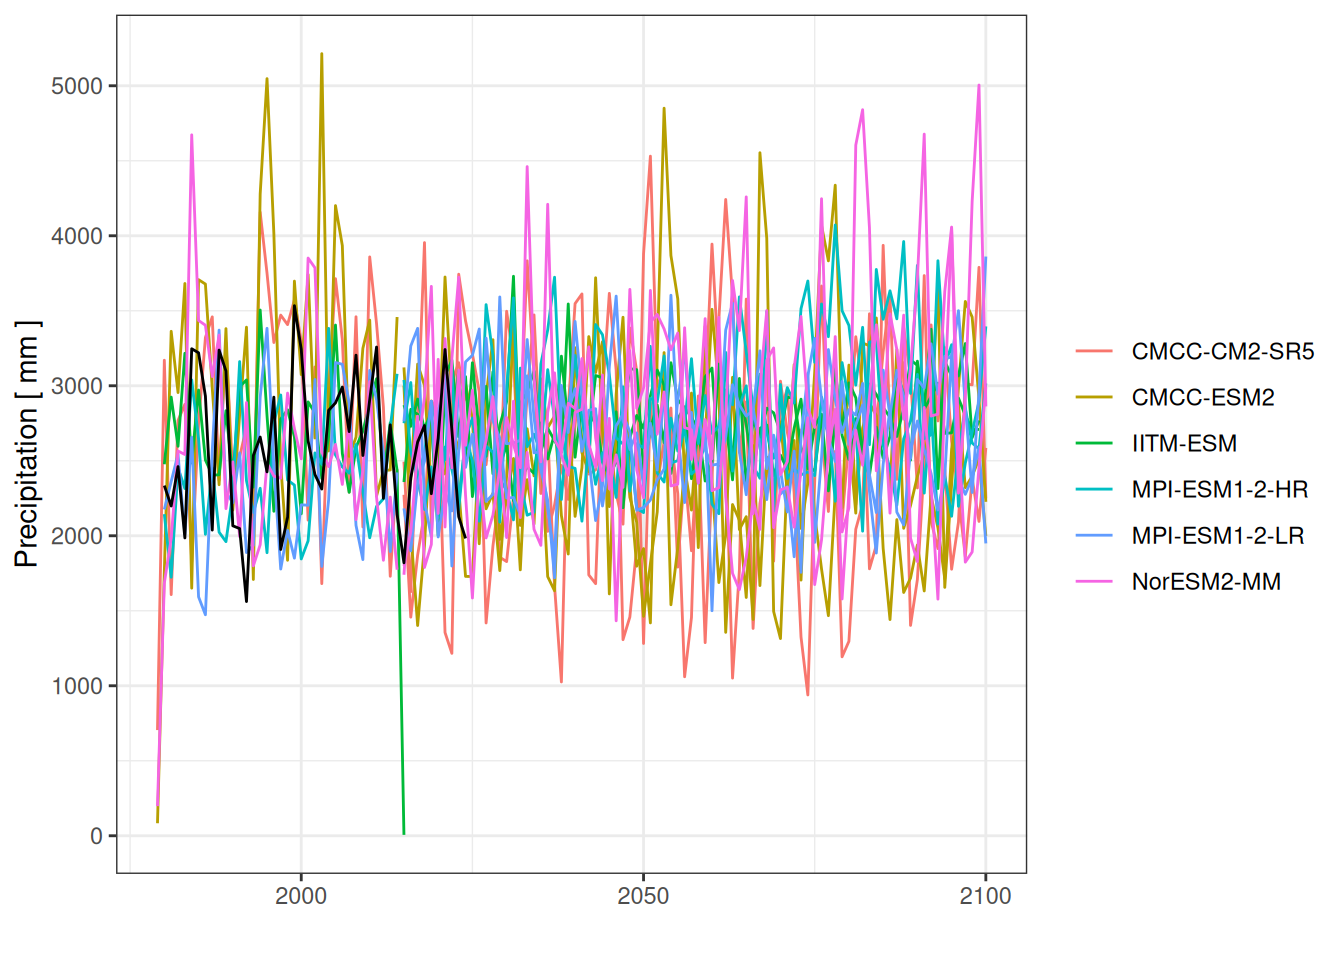 5000
4000
3000
2000
1000
0
Precipitation [ mm ]
2000
2050
2100
CMCC-CM2-SR5
CMCC-ESM2
IITM-ESM
MPI-ESM1-2-HR
MPI-ESM1-2-LR
NorESM2-MM